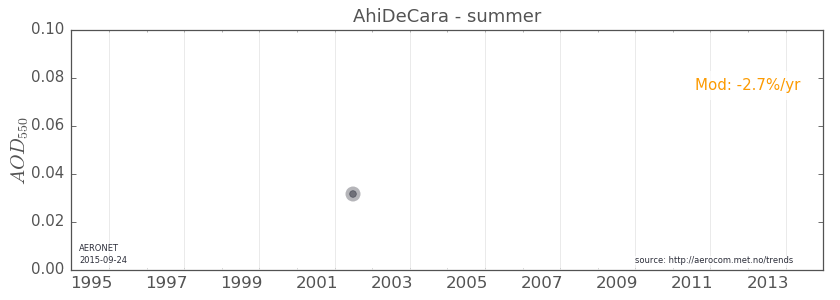 AhiDeCara - summer
0.10
0.08
0.06
0.04
0.02
0.00
AOD550
Mod: -2.7%/yr
AERONET
2015-09-24
source: http://aerocom.met.no/trends
1995 1997 1999 2001 2003 2005 2007 2009 2011 2013